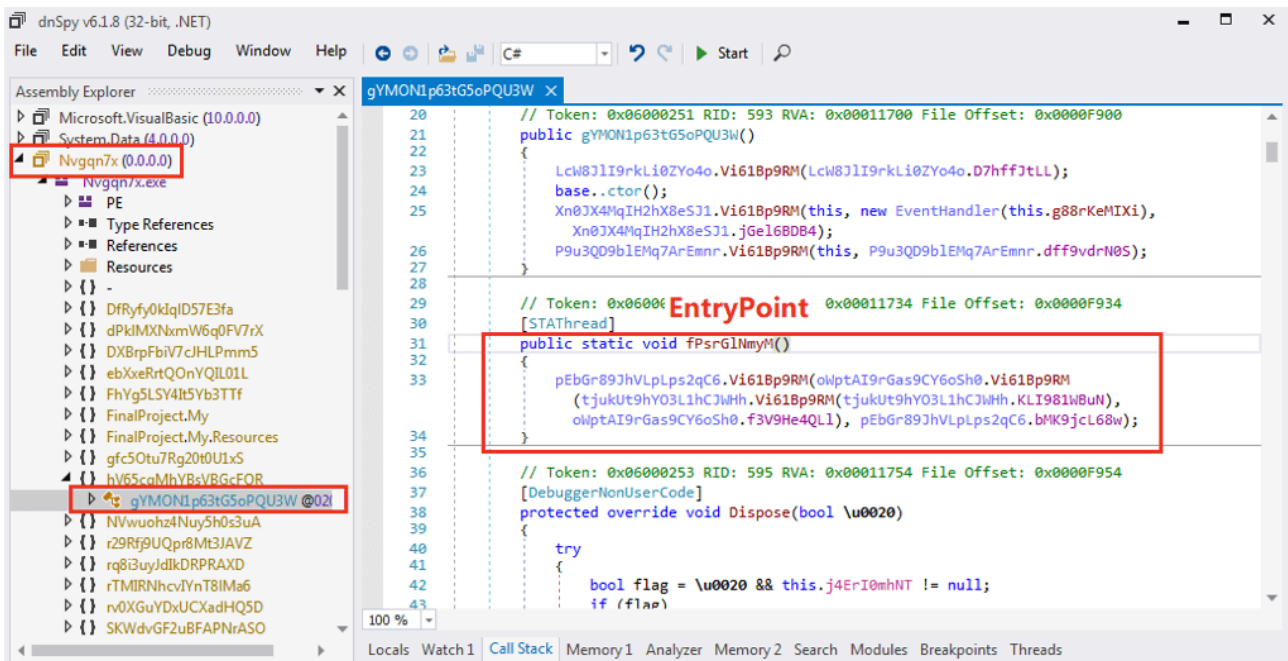 dnSpy v6.1.8 (32-bit, .NET)
File Edit View Debug Window Help C# Start
Assembly Explorer
Microsoft.VisualBasic (10.0.0.0)
System.Data (4.0.0.0)
Nvgqn7x (0.0.0.0)
Nvgqn7x.exe
PE
Type References
References
Resources
{ } -
{ } DfRyfy0kIqID57E3fa
{ } dPklMXNxmW6q0FV7rX
{ } DXBrpFbiV7cJHLPmm5
{ } ebXxeRrtQOnYQIL01L
{ } FhYg5LSY4It5Yb3TTf
{ } FinalProject.My
{ } FinalProject.My.Resources
{ } gfc5Otu7Rg20t0U1xS
{ } hV65cqMhYBsVBGcFOR
gYMON1p63tG5oPQU3W @020
{ } NVwuohz4Nuy5h0s3uA
{ } r29Rfj9UQpr8Mt3JAVZ
{ } rq8i3uyJdIkDRPRAXD
{ } rTMIRNhcvIYnT8IMa6
{ } rv0XGuYDxUCXadHQ5D
{ } SKWdvGF2uBFAPNrASO
gYMON1p63tG5oPQU3W
20 // Token: 0x06000251 RID: 593 RVA: 0x00011700 File Offset: 0x0000F900
21 public gYMON1p63tG5oPQU3W()
22 {
23 LcW8JlI9rkLi0ZYo4o.Vi61Bp9RM(LcW8JlI9rkLi0ZYo4o.D7hffJtLL);
24 base..ctor();
25 Xn0JX4MqIH2hX8eSJ1.Vi61Bp9RM(this, new EventHandler(this.g88rKeMIXi),
Xn0JX4MqIH2hX8eSJ1.jGel6BDB4);
26 P9u3QD9blEMq7ArEmnr.Vi61Bp9RM(this, P9u3QD9blEMq7ArEmnr.dff9vdrN0S);
27 }
28
29 // Token: 0x0600 EntryPoint 0x00011734 File Offset: 0x0000F934
30 [STAThread]
31 public static void fPsrGlNmyM()
32 {
33 pEbGr89JhVLpLps2qC6.Vi61Bp9RM(oWptAI9rGas9CY6oSh0.Vi61Bp9RM
(tjukUt9hYO3L1hCJWHh.Vi61Bp9RM(tjukUt9hYO3L1hCJWHh.KLI981WBuN),
oWptAI9rGas9CY6oSh0.f3V9He4QLl), pEbGr89JhVLpLps2qC6.bMK9jcL68w);
34 }
35
36 // Token: 0x06000253 RID: 595 RVA: 0x00011754 File Offset: 0x0000F954
37 [DebuggerNonUserCode]
38 protected override void Dispose(bool \u0020)
39 {
40 try
41 {
42 bool flag = \u0020 && this.j4ErI0mhNT != null;
43 if (flag)
100 %
Locals Watch 1 Call Stack Memory 1 Analyzer Memory 2 Search Modules Breakpoints Threads